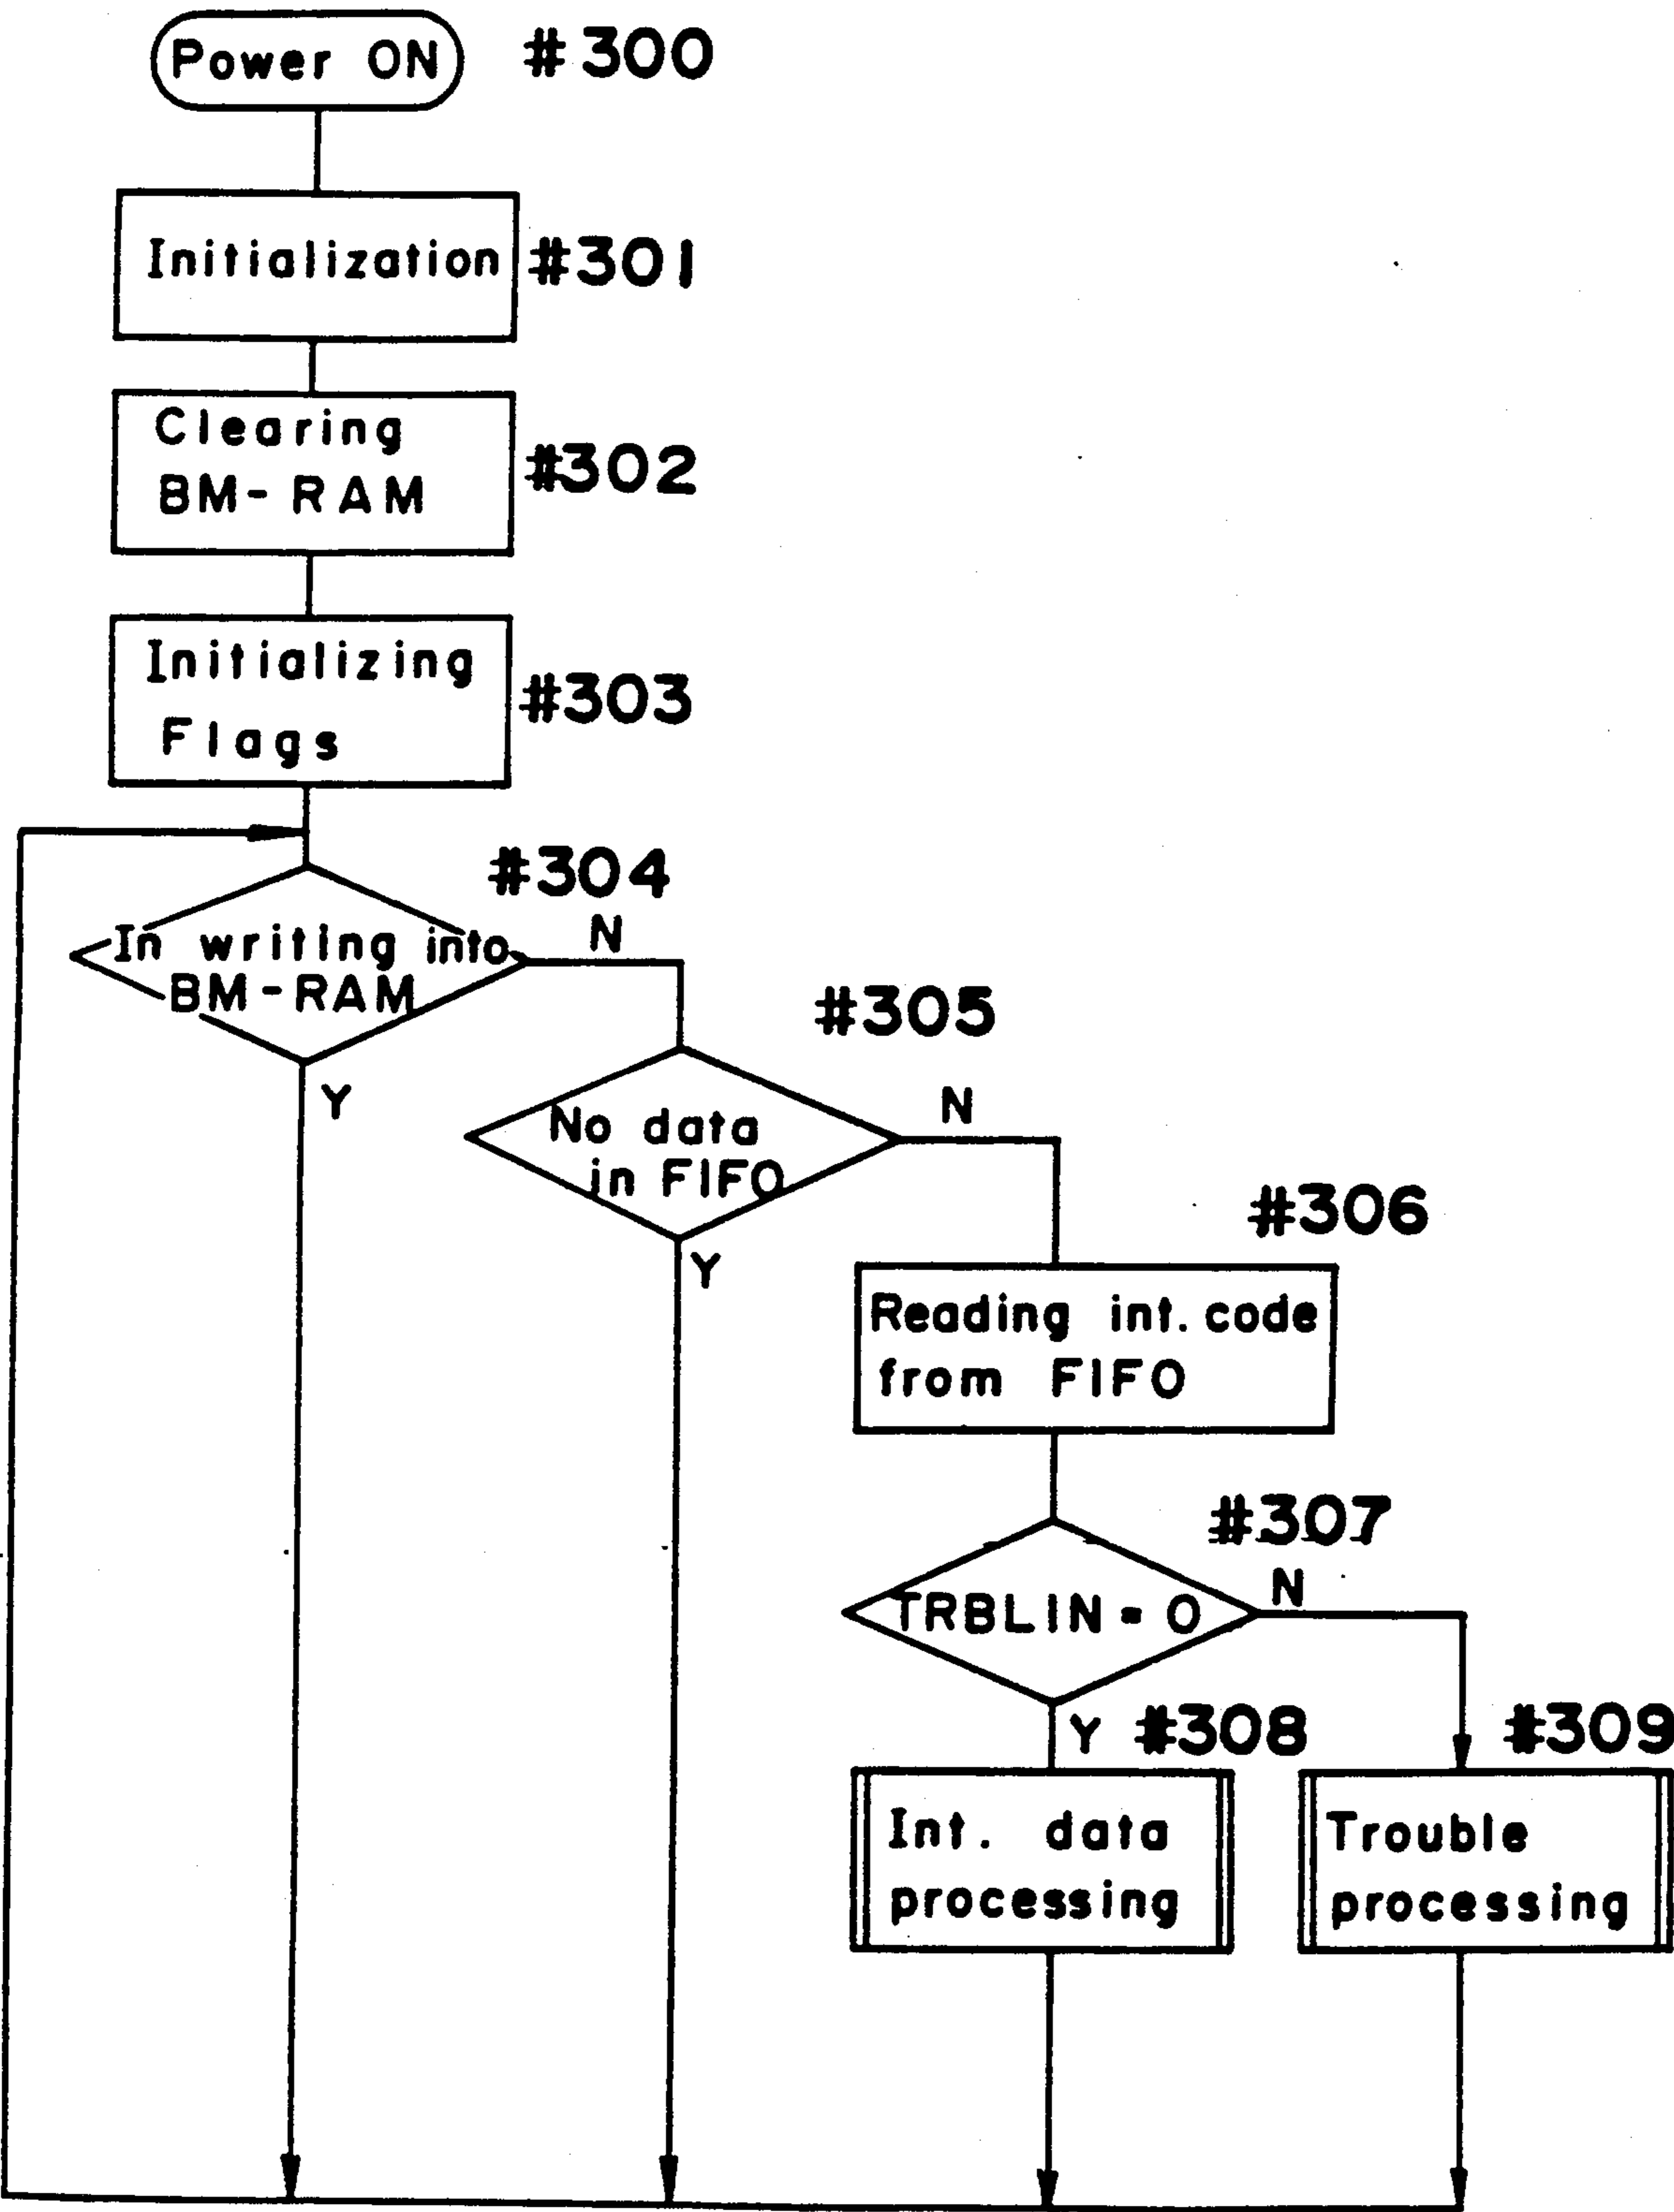 Power ON #300
Initialization #301
Clearing
BM-RAM
#302
Initializing
Flags
#303
#304
In writing into
BM-RAM
N
Y
#305
No data
in FIFO
N
Y
#306
Reading int. code
from FIFO
#307
TRBLIN = 0
N
Y
#308
Int. data
processing
#309
Trouble
processing